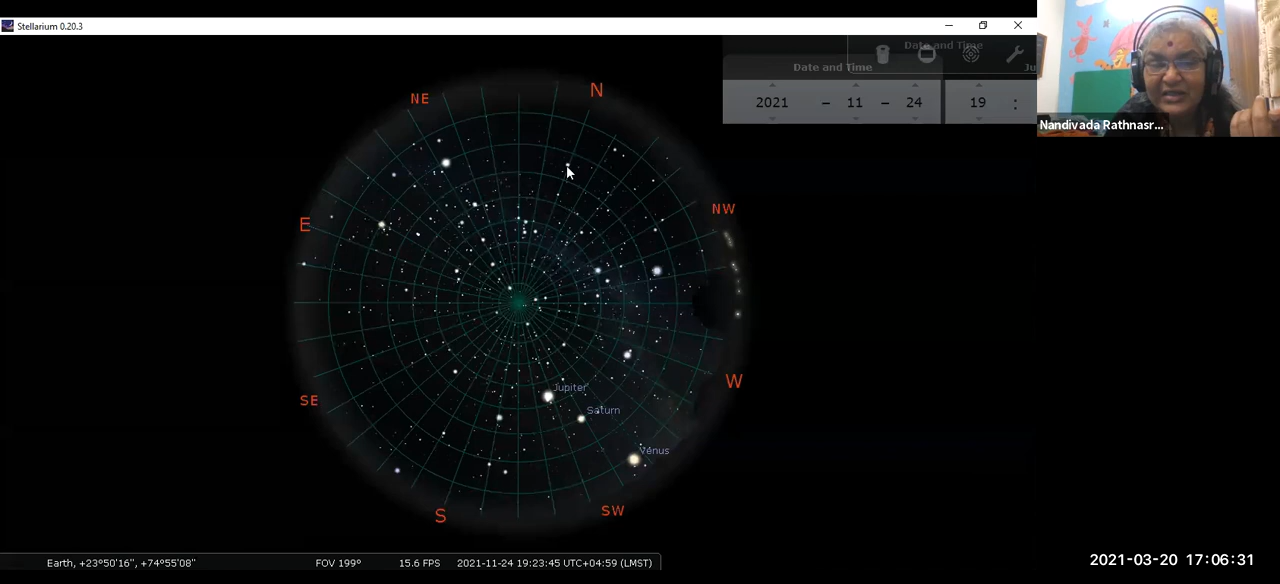 Stellarium 0.20.3
Date and Time
Date and Time
Ju
2021 - 11 - 24 19 :
Nandivada Rathnasr...
N
NE
NW
E
Jupiter
W
Saturn
SE
Venus
SW
S
Earth, +23°50'16", +74°55'08" FOV 199° 15.6 FPS 2021-11-24 19:23:45 UTC+04:59 (LMST)
2021-03-20 17:06:31